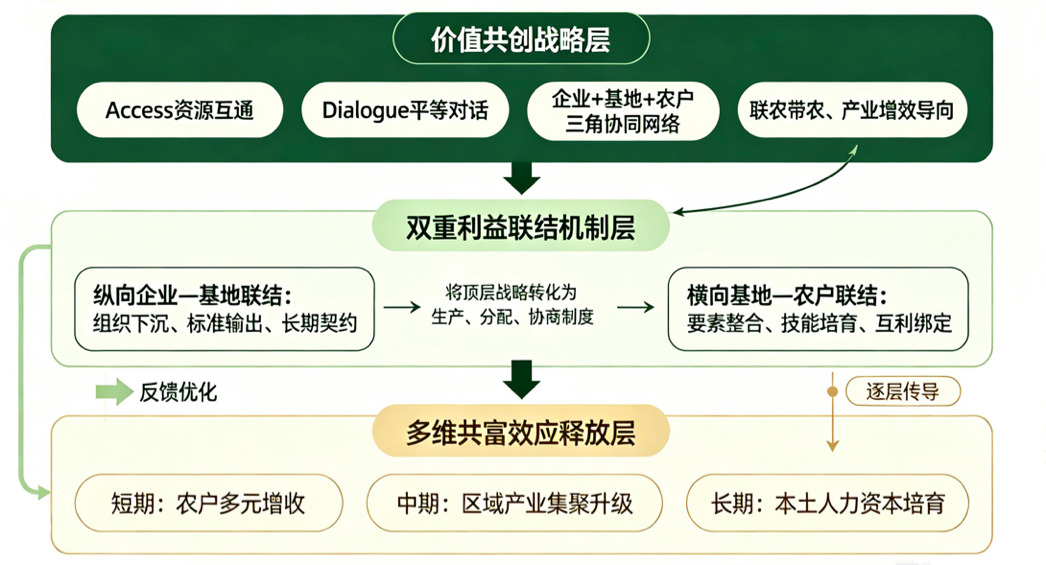 价值共创战略层
Access资源互通
Dialogue平等对话
企业+基地+农户
三角协同网络
联农带农、产业增效导向
双重利益联结机制层
纵向企业—基地联结：
组织下沉、标准输出、长期契约
将顶层战略转化为
生产、分配、协商制度
横向基地—农户联结：
要素整合、技能培育、互利绑定
反馈优化
逐层传导
多维共富效应释放层
短期：农户多元增收
中期：区域产业集聚升级
长期：本土人力资本培育